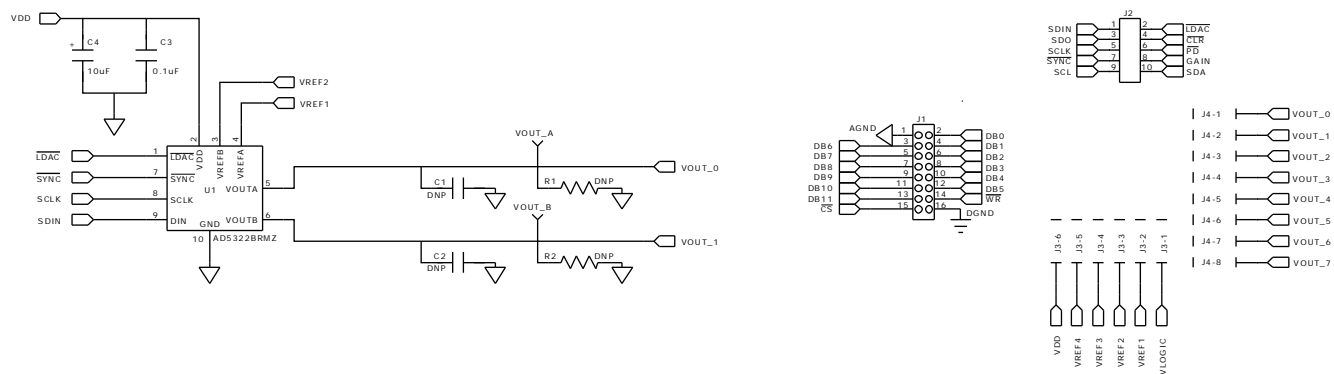 VDD
C4
10uF
+
C3
0.1uF
VREF2
VREF1
2
3
4
VDD
VREFB
VREFA
LDAC
1
LDAC
SYNC
7
SYNC
SCLK
8
SCLK
SDIN
9
DIN
U1
VOUTA
5
VOUTB
6
GND
10
AD5322BRMZ
VOUT_A
C1
DNP
R1
DNP
VOUT_0
VOUT_B
C2
DNP
R2
DNP
VOUT_1
J1
AGND
1 2 DB0
DB6 3 4 DB1
DB7 5 6 DB2
DB8 7 8 DB3
DB9 9 10 DB4
DB10 11 12 DB5
DB11 13 14 WR
CS 15 16
DGND
J2
SDIN 1 2 LDAC
SDO 3 4 CLR
SCLK 5 6 PD
SYNC 7 8 GAIN
SCL 9 10 SDA
J4-1 VOUT_0
J4-2 VOUT_1
J4-3 VOUT_2
J4-4 VOUT_3
J4-5 VOUT_4
J4-6 VOUT_5
J4-7 VOUT_6
J4-8 VOUT_7
J3-6
J3-5
J3-4
J3-3
J3-2
J3-1
VDD
VREF4
VREF3
VREF2
VREF1
VLOGIC